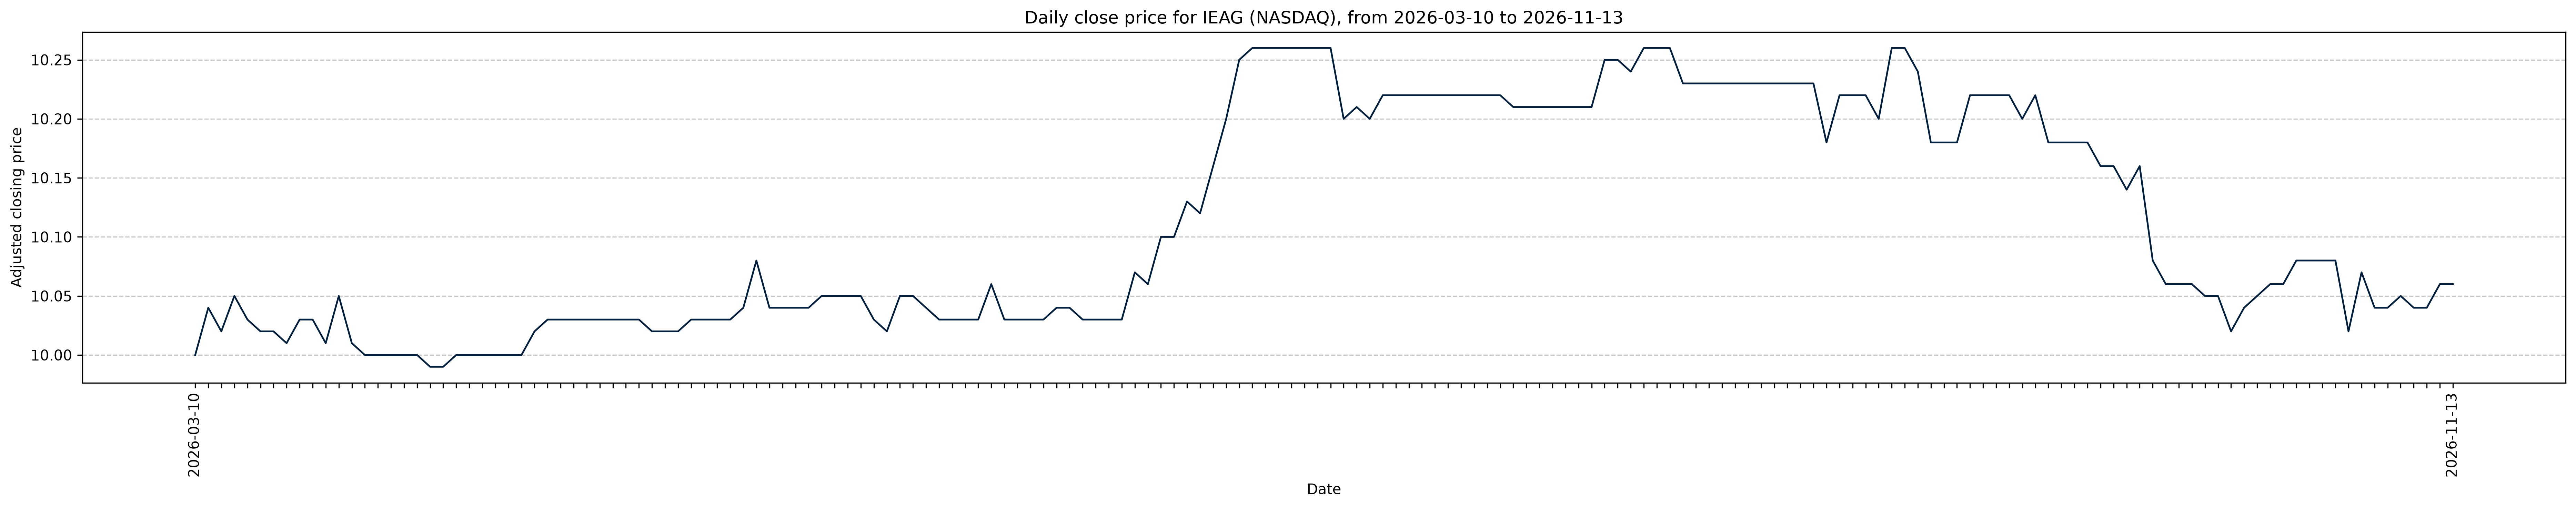 Daily close price for IEAG (NASDAQ), from 2026-03-10 to 2026-11-13
Adjusted closing price
10.25
10.20
10.15
10.10
10.05
10.00
2026-03-10
2026-11-13
Date